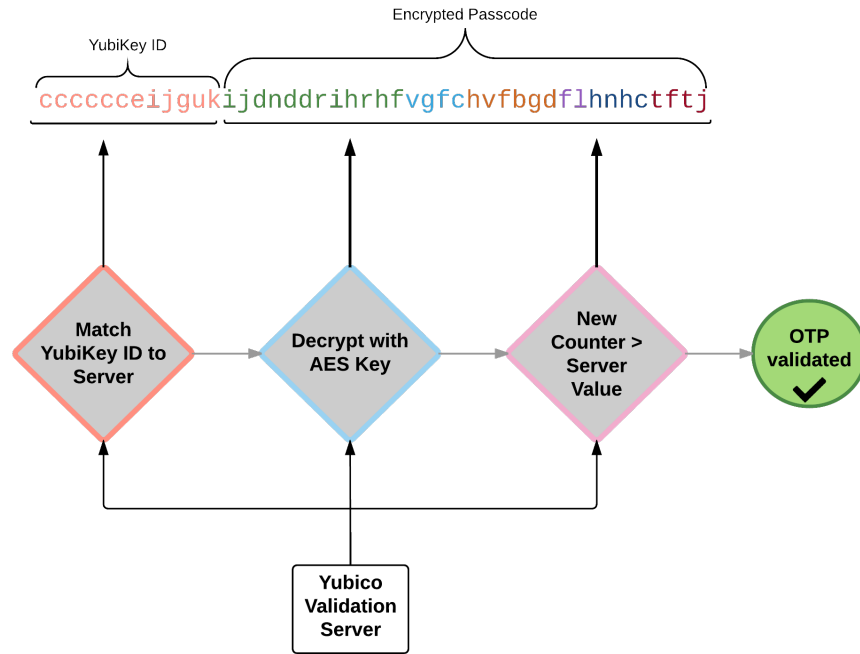 Encrypted Passcode
YubiKey ID
cccccceijgukijdnddrihrhfvgfchvfbgdflhnhctftj
Match
YubiKey ID to
Server
Decrypt with
AES Key
New
Counter >
Server
Value
OTP
validated
Yubico
Validation
Server